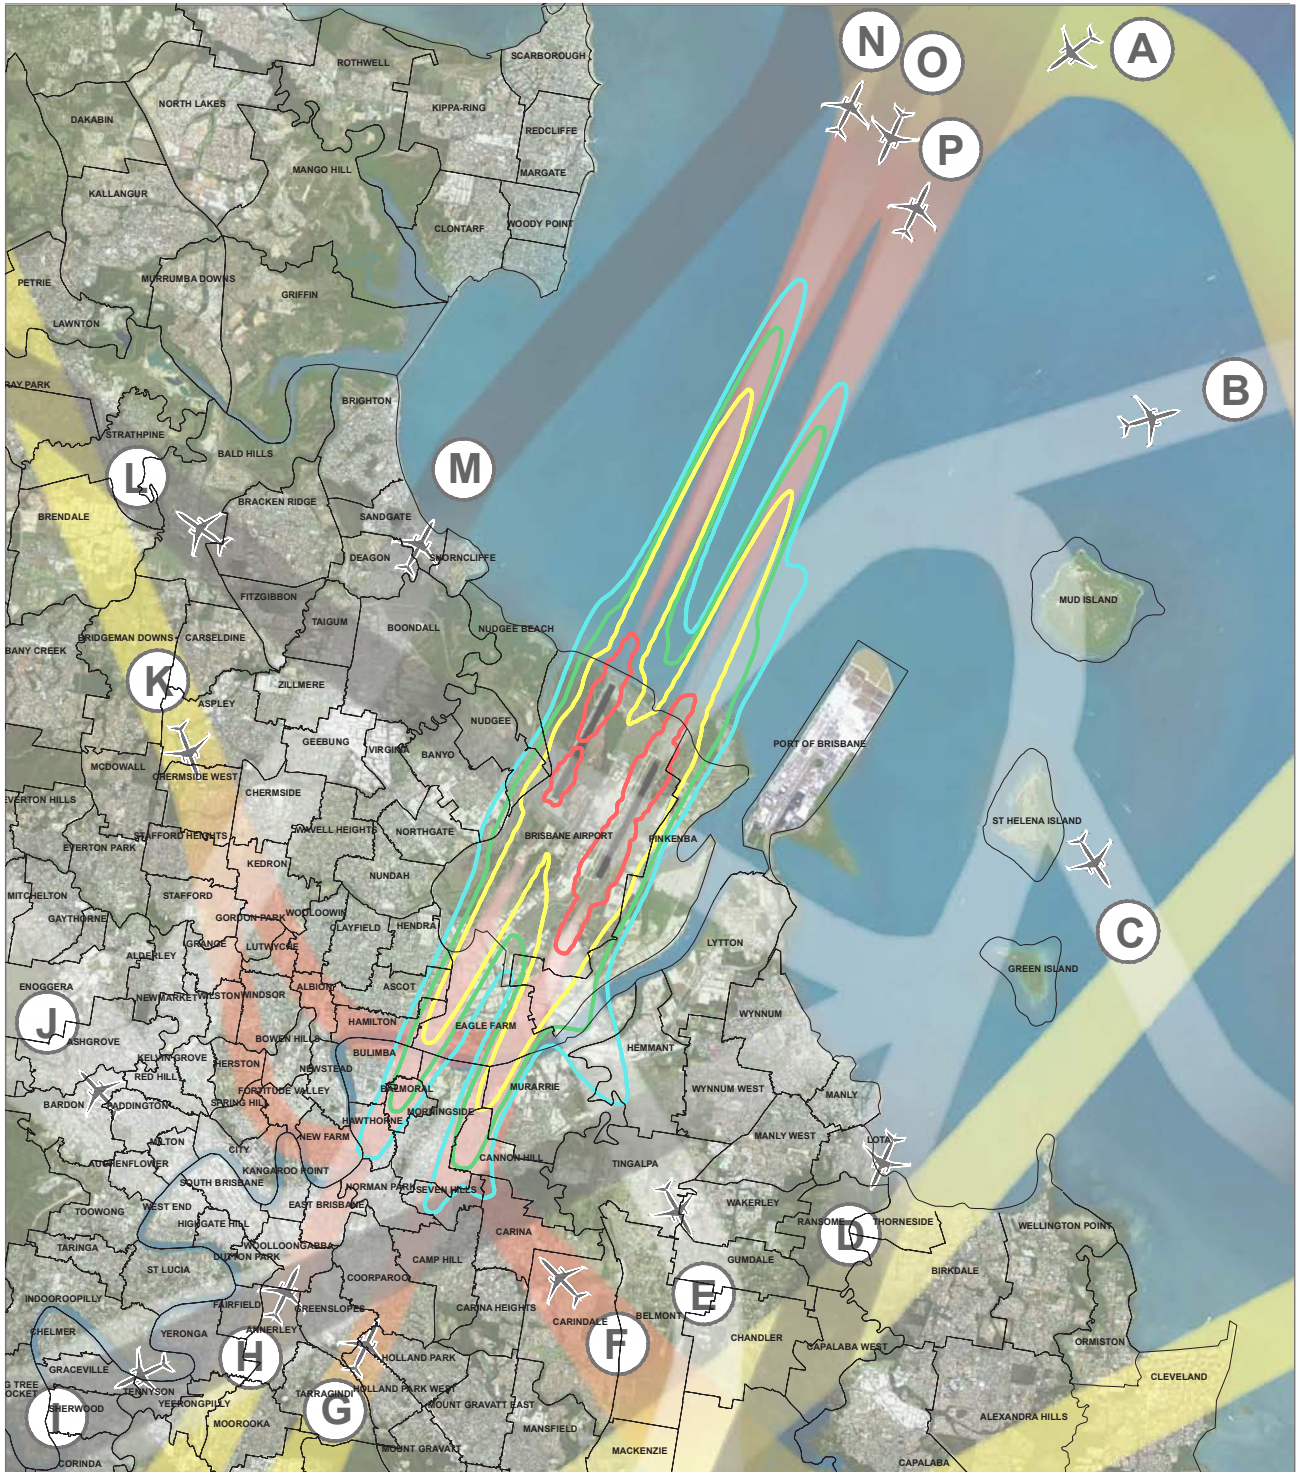 N
O
A
SCARBOROUGH
ROTHWELL
NORTH LAKES
KIPPA-RING
DAKABIN
REDCLIFFE
P
MANGO HILL
MARGATE
KALLANGUR
CLONTARF
WOODY POINT
PETRIE
MURRUMBA DOWNS
GRIFFIN
LAWNTON
RAY PARK
B
BRIGHTON
STRATHPINE
BALD HILLS
M
L
BRACKEN RIDGE
BRENDALE
SANDGATE
DEAGON
SHORNCLIFFE
FITZGIBBON
MUD ISLAND
TAIGUM
BOONDALL
NUDGEE BEACH
BRIDGEMAN DOWNS
CARSELDINE
BANY CREEK
K
ZILLMERE
ASPLEY
NUDGEE
GEEBUNG
VIRGINIA
BANYO
PORT OF BRISBANE
MCDOWALL
CHERMSIDE WEST
CHERMSIDE
EVERTON HILLS
ST HELENA ISLAND
STAFFORD HEIGHTS
WAVELL HEIGHTS
NORTHGATE
BRISBANE AIRPORT
PINKENBA
EVERTON PARK
KEDRON
NUNDAH
MITCHELTON
STAFFORD
GAYTHORNE
GORDON PARK
WOOLOOWIN
CLAYFIELD
HENDRA
C
GRANGE
LUTWYCHE
LYTTON
ALDERLEY
GREEN ISLAND
ENOGGERA
ALBION
ASCOT
NEWMARKET
WILSTON
WINDSOR
J
HAMILTON
EAGLE FARM
WYNNUM
ASHGROVE
BOWEN HILLS
HEMMANT
KELVIN GROVE
BULIMBA
HERSTON
NEWSTEAD
RED HILL
BALMORAL
MURARRIE
WYNNUM WEST
MANLY
FORTITUDE VALLEY
BARDON
PADDINGTON
SPRING HILL
MORNINGSIDE
HAWTHORNE
NEW FARM
MANLY WEST
LOTA
MILTON
CITY
CANNON HILL
AUCHENFLOWER
KANGAROO POINT
TINGALPA
SOUTH BRISBANE
NORMAN PARK
SEVEN HILLS
WEST END
EAST BRISBANE
WAKERLEY
TOOWONG
HIGHGATE HILL
CARINA
RANSOME
D
THORNESIDE
WELLINGTON POINT
TARINGA
WOOLLOONGABBA
DUTTON PARK
CAMP HILL
GUMDALE
ST LUCIA
COORPAROO
BIRKDALE
E
INDOOROOPILLY
FAIRFIELD
GREENSLOPES
CARINA HEIGHTS
BELMONT
CHELMER
YERONGA
ANNERLEY
CARINDALE
F
CHANDLER
ORMISTON
CAPALABA WEST
H
HOLLAND PARK
GRACEVILLE
CLEVELAND
G TREE
OCKET
TENNYSON
TARRAGINDI
HOLLAND PARK WEST
I
SHERWOOD
YEERONGPILLY
MOUNT GRAVATT EAST
G
MOOROOKA
ALEXANDRA HILLS
MANSFIELD
MOUNT GRAVATT
MACKENZIE
CORINDA
CAPALABA